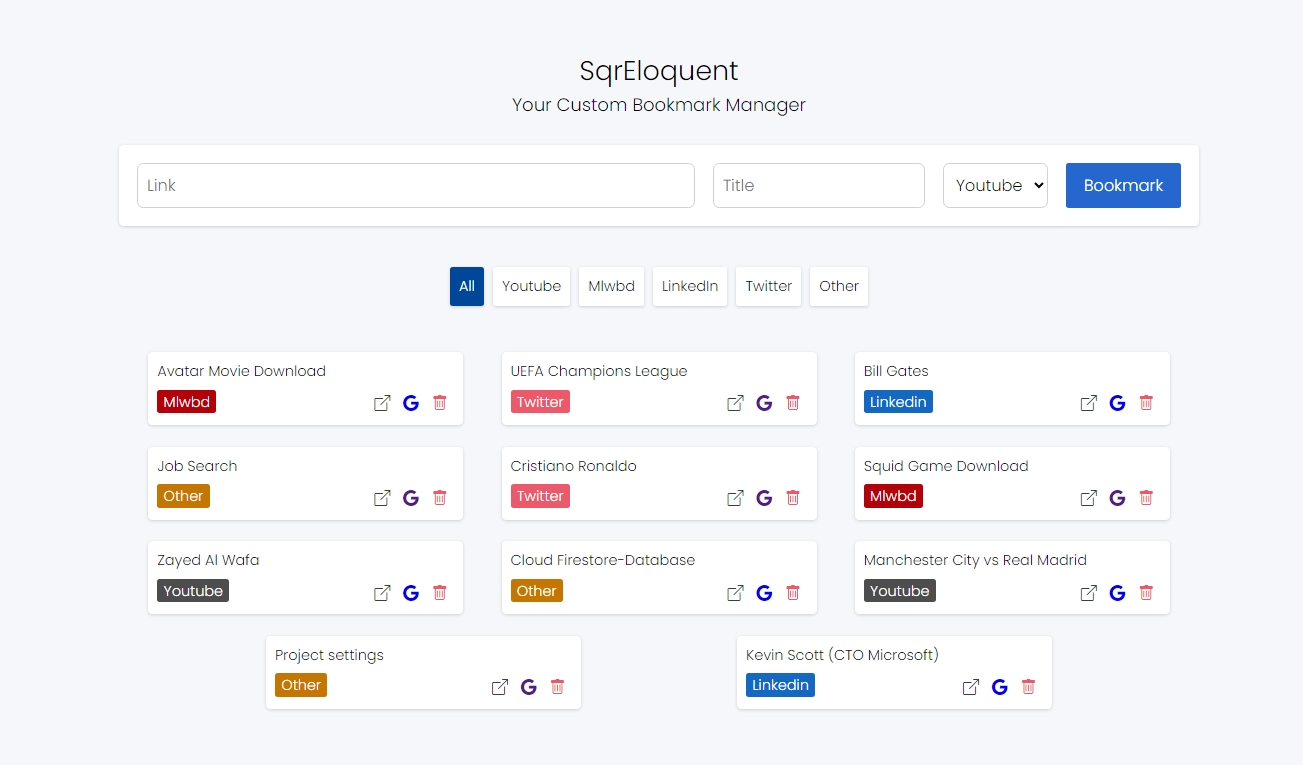 SqrEloquent
Your Custom Bookmark Manager
Link Title Youtube Bookmark
All Youtube Mlwbd LinkedIn Twitter Other
Avatar Movie Download
Mlwbd
UEFA Champions League
Twitter
Bill Gates
Linkedin
Job Search
Other
Cristiano Ronaldo
Twitter
Squid Game Download
Mlwbd
Zayed Al Wafa
Youtube
Cloud Firestore-Database
Other
Manchester City vs Real Madrid
Youtube
Project settings
Other
Kevin Scott (CTO Microsoft)
Linkedin